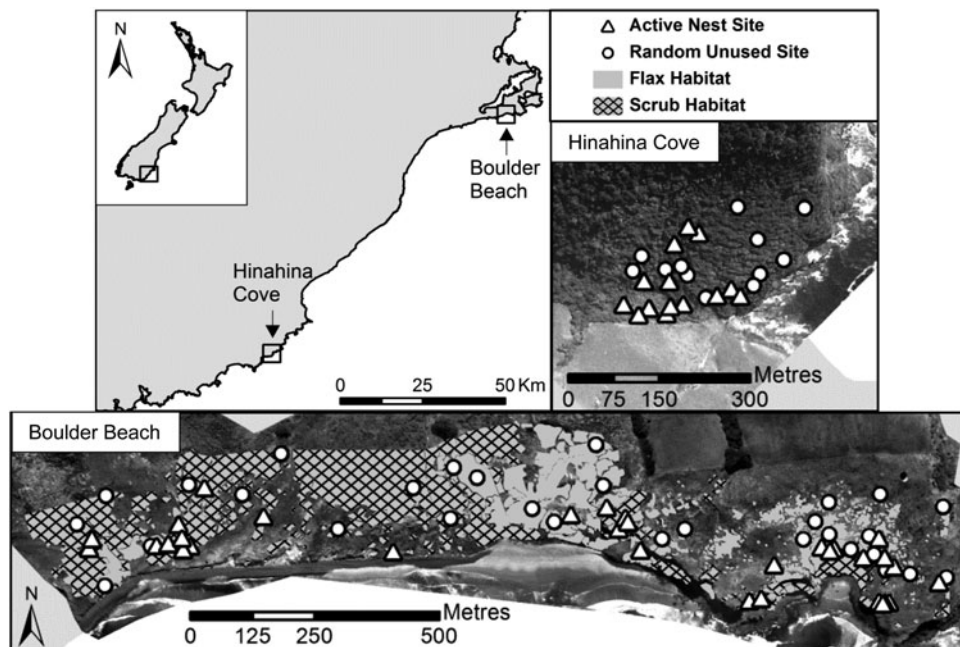 N
Boulder
Beach
Hinahina
Cove
0 25 50 Km
Active Nest Site
Random Unused Site
Flax Habitat
Scrub Habitat
Hinahina Cove
Metres
0 75 150 300
Boulder Beach
N
Metres
0 125 250 500